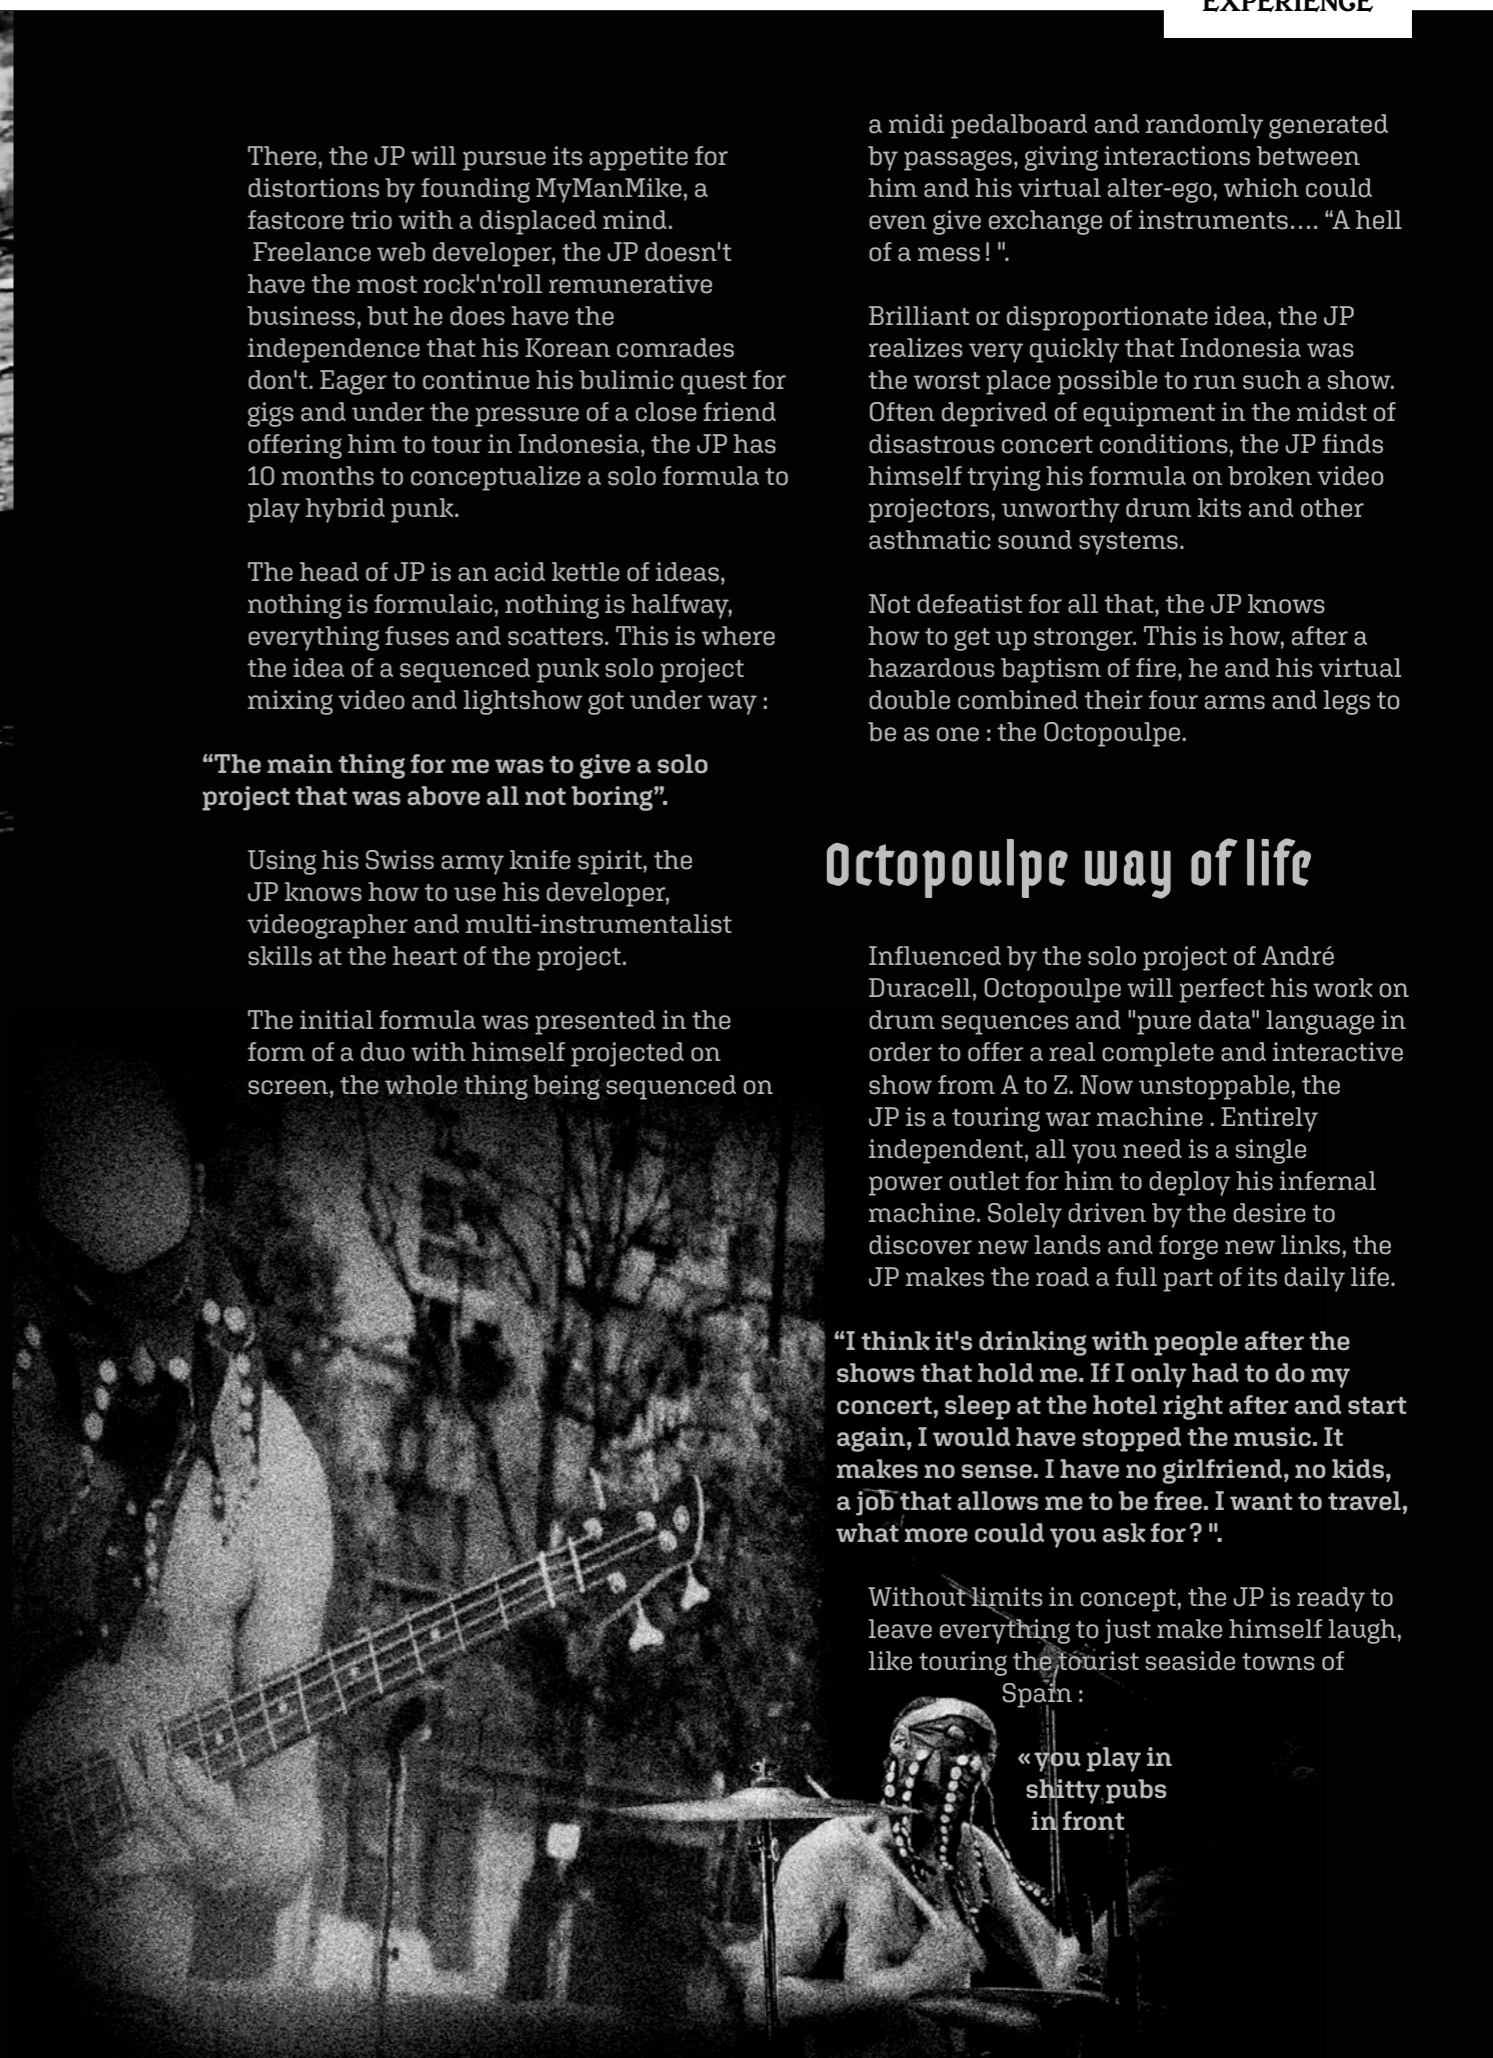 EXPERIENCE
There, the JP will pursue its appetite for
distortions by founding MyManMike, a
fastcore trio with a displaced mind.
Freelance web developer, the JP doesn't
have the most rock'n'roll remunerative
business, but he does have the
independence that his Korean comrades
don't. Eager to continue his bulimic quest for
gigs and under the pressure of a close friend
offering him to tour in Indonesia, the JP has
10 months to conceptualize a solo formula to
play hybrid punk.
The head of JP is an acid kettle of ideas,
nothing is formulaic, nothing is halfway,
everything fuses and scatters. This is where
the idea of a sequenced punk solo project
mixing video and lightshow got under way :
“The main thing for me was to give a solo
project that was above all not boring”.
Using his Swiss army knife spirit, the
JP knows how to use his developer,
videographer and multi-instrumentalist
skills at the heart of the project.
The initial formula was presented in the
form of a duo with himself projected on
screen, the whole thing being sequenced on
a midi pedalboard and randomly generated
by passages, giving interactions between
him and his virtual alter-ego, which could
even give exchange of instruments.... “A hell
of a mess! ".
Brilliant or disproportionate idea, the JP
realizes very quickly that Indonesia was
the worst place possible to run such a show.
Often deprived of equipment in the midst of
disastrous concert conditions, the JP finds
himself trying his formula on broken video
projectors, unworthy drum kits and other
asthmatic sound systems.
Not defeatist for all that, the JP knows
how to get up stronger. This is how, after a
hazardous baptism of fire, he and his virtual
double combined their four arms and legs to
be as one : the Octopoulpe.
Octopoulpe way of life
Influenced by the solo project of André
Duracell, Octopoulpe will perfect his work on
drum sequences and "pure data" language in
order to offer a real complete and interactive
show from A to Z. Now unstoppable, the
JP is a touring war machine . Entirely
independent, all you need is a single
power outlet for him to deploy his infernal
machine. Solely driven by the desire to
discover new lands and forge new links, the
JP makes the road a full part of its daily life.
“I think it's drinking with people after the
shows that hold me. If I only had to do my
concert, sleep at the hotel right after and start
again, I would have stopped the music. It
makes no sense. I have no girlfriend, no kids,
a job that allows me to be free. I want to travel,
what more could you ask for? ".
Without limits in concept, the JP is ready to
leave everything to just make himself laugh,
like touring the tourist seaside towns of
Spain :
«you play in
shitty pubs
in front